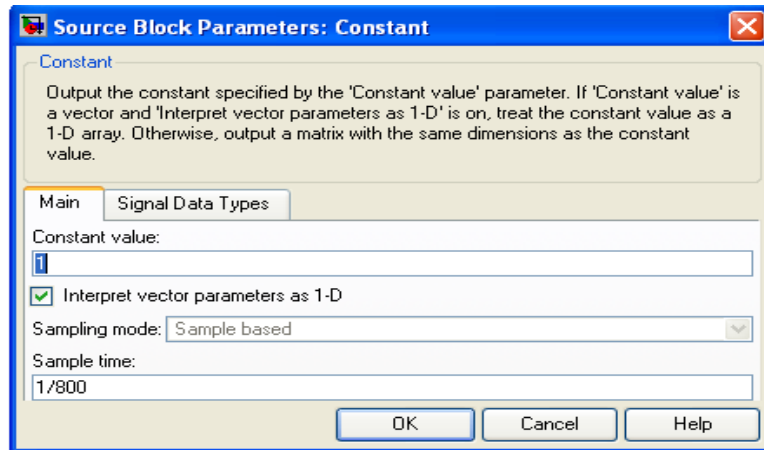 Source Block Parameters: Constant
Constant
Output the constant specified by the 'Constant value' parameter. If 'Constant value' is
a vector and 'Interpret vector parameters as 1-D' is on, treat the constant value as a
1-D array. Otherwise, output a matrix with the same dimensions as the constant
value.
Main Signal Data Types
Constant value:
1
Interpret vector parameters as 1-D
Sampling mode: Sample based
Sample time:
1/800
OK Cancel Help